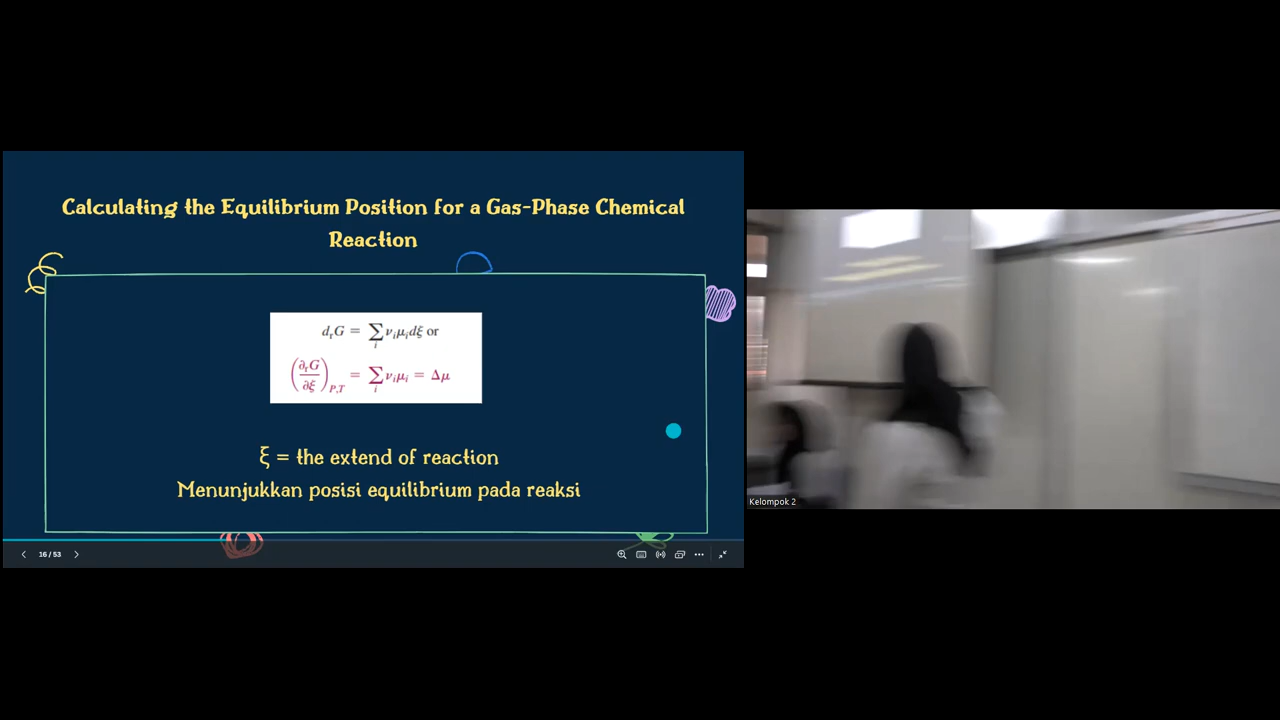 Calculating the Equilibrium Position for a Gas-Phase Chemical
Reaction
d_rG = ∑_i ν_iμ_i dξ or
(∂_rG/∂ξ)_P,T = ∑_i ν_iμ_i = Δμ
ξ = the extend of reaction
Menunjukkan posisi equilibrium pada reaksi
16 / 53
Kelompok 2